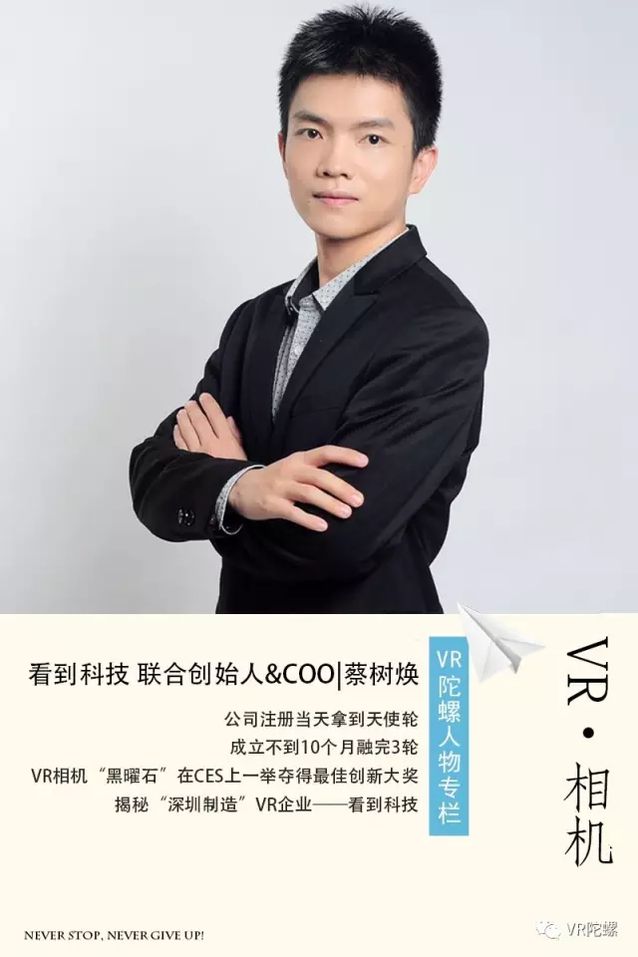 看到科技 联合创始人&COO|蔡树焕
公司注册当天拿到天使轮
成立不到10个月融完3轮
VR相机“黑曜石”在CES上一举夺得最佳创新大奖
揭秘“深圳制造”VR企业——看到科技
VR陀螺人物专栏
VR·相机
NEVER STOP, NEVER GIVE UP!
VR陀螺